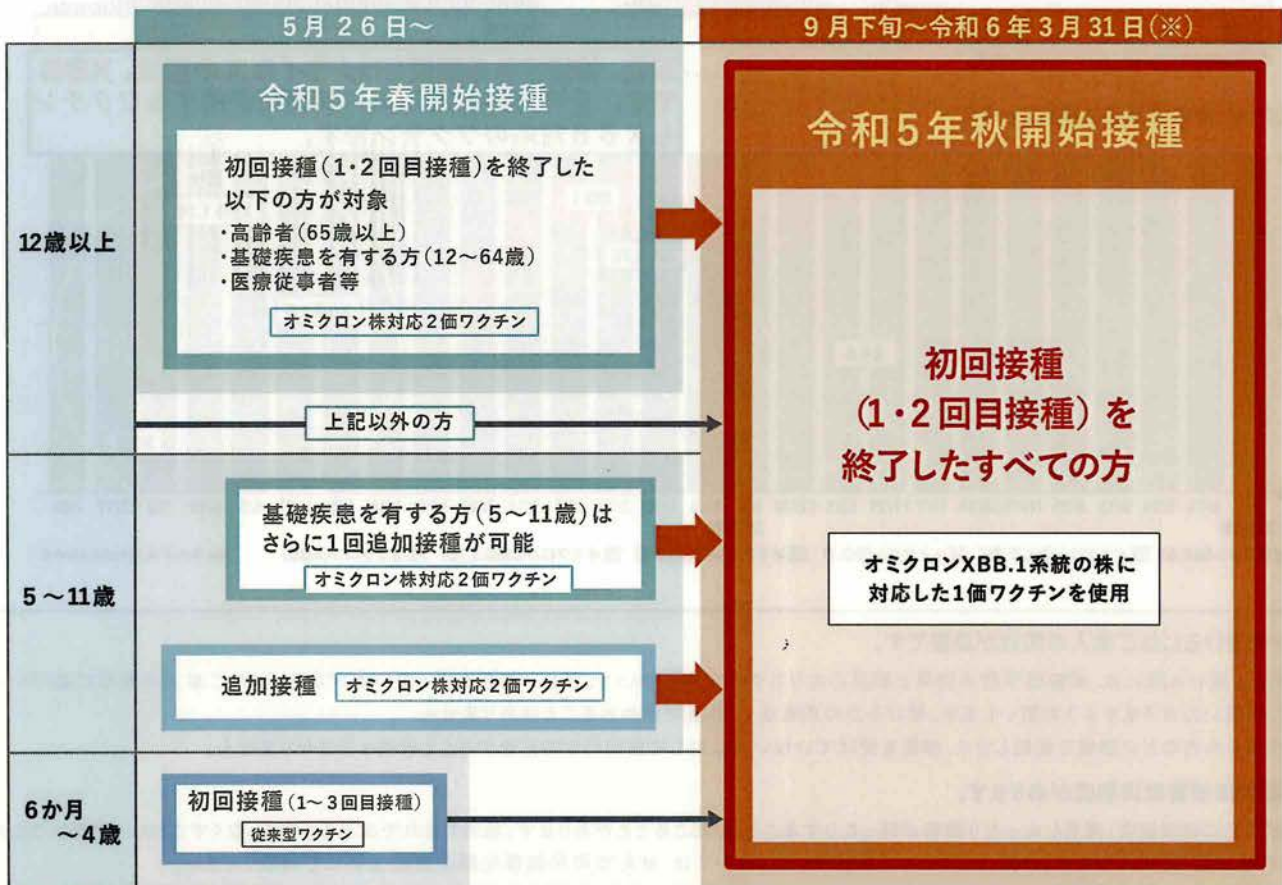 5月26日～
9月下旬～令和6年3月31日(※)
令和5年春開始接種
初回接種(1・2回目接種)を終了した
以下の方が対象
・高齢者(65歳以上)
・基礎疾患を有する方(12～64歳)
・医療従事者等
オミクロン株対応2価ワクチン
12歳以上
上記以外の方
基礎疾患を有する方(5～11歳)は
さらに1回追加接種が可能
オミクロン株対応2価ワクチン
5～11歳
追加接種 オミクロン株対応2価ワクチン
6か月
～4歳
初回接種(1～3回目接種)
従来型ワクチン
令和5年秋開始接種
初回接種
(1・2回目接種)を
終了したすべての方
オミクロンXBB.1系統の株に
対応した1価ワクチンを使用